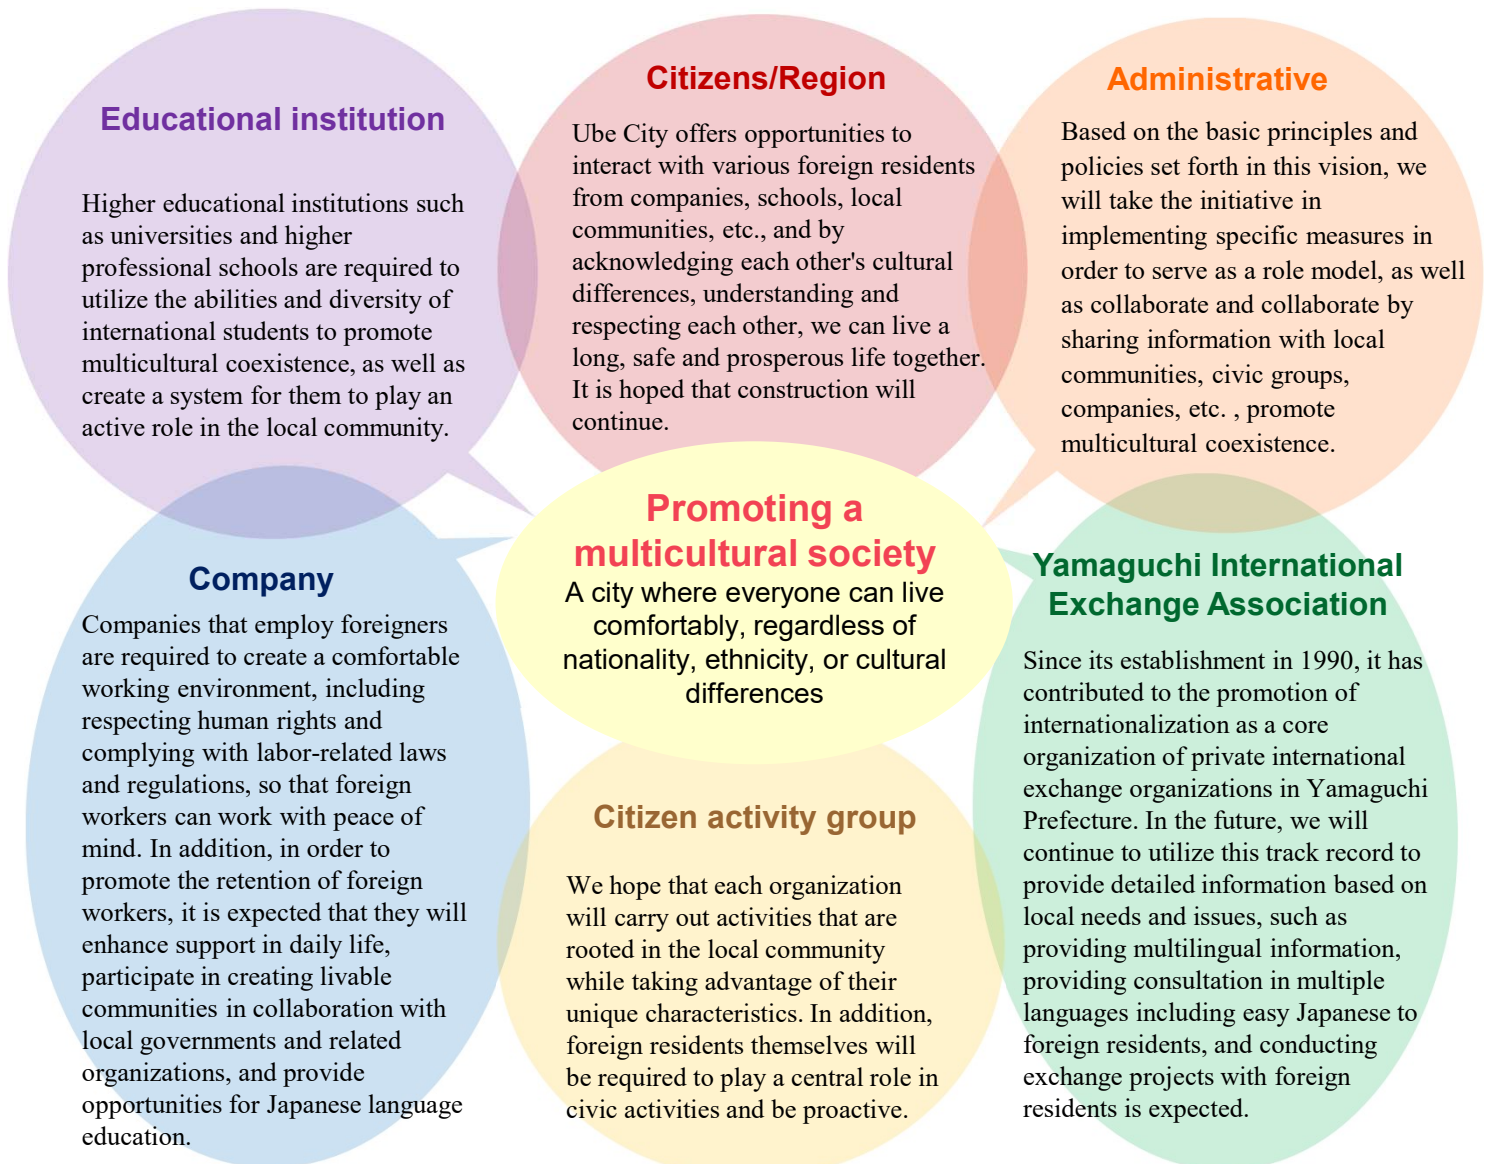 Educational institution
Higher educational institutions such
as universities and higher
professional schools are required to
utilize the abilities and diversity of
international students to promote
multicultural coexistence, as well as
create a system for them to play an
active role in the local community.
Citizens/Region
Ube City offers opportunities to
interact with various foreign residents
from companies, schools, local
communities, etc., and by
acknowledging each other's cultural
differences, understanding and
respecting each other, we can live a
long, safe and prosperous life together.
It is hoped that construction will
continue.
Administrative
Based on the basic principles and
policies set forth in this vision, we
will take the initiative in
implementing specific measures in
order to serve as a role model, as well
as collaborate and collaborate by
sharing information with local
communities, civic groups,
companies, etc. , promote
multicultural coexistence.
Promoting a
multicultural society
A city where everyone can live
comfortably, regardless of
nationality, ethnicity, or cultural
differences
Company
Companies that employ foreigners
are required to create a comfortable
working environment, including
respecting human rights and
complying with labor-related laws
and regulations, so that foreign
workers can work with peace of
mind. In addition, in order to
promote the retention of foreign
workers, it is expected that they will
enhance support in daily life,
participate in creating livable
communities in collaboration with
local governments and related
organizations, and provide
opportunities for Japanese language
education.
Citizen activity group
We hope that each organization
will carry out activities that are
rooted in the local community
while taking advantage of their
unique characteristics. In addition,
foreign residents themselves will
be required to play a central role in
civic activities and be proactive.
Yamaguchi International
Exchange Association
Since its establishment in 1990, it has
contributed to the promotion of
internationalization as a core
organization of private international
exchange organizations in Yamaguchi
Prefecture. In the future, we will
continue to utilize this track record to
provide detailed information based on
local needs and issues, such as
providing multilingual information,
providing consultation in multiple
languages including easy Japanese to
foreign residents, and conducting
exchange projects with foreign
residents is expected.